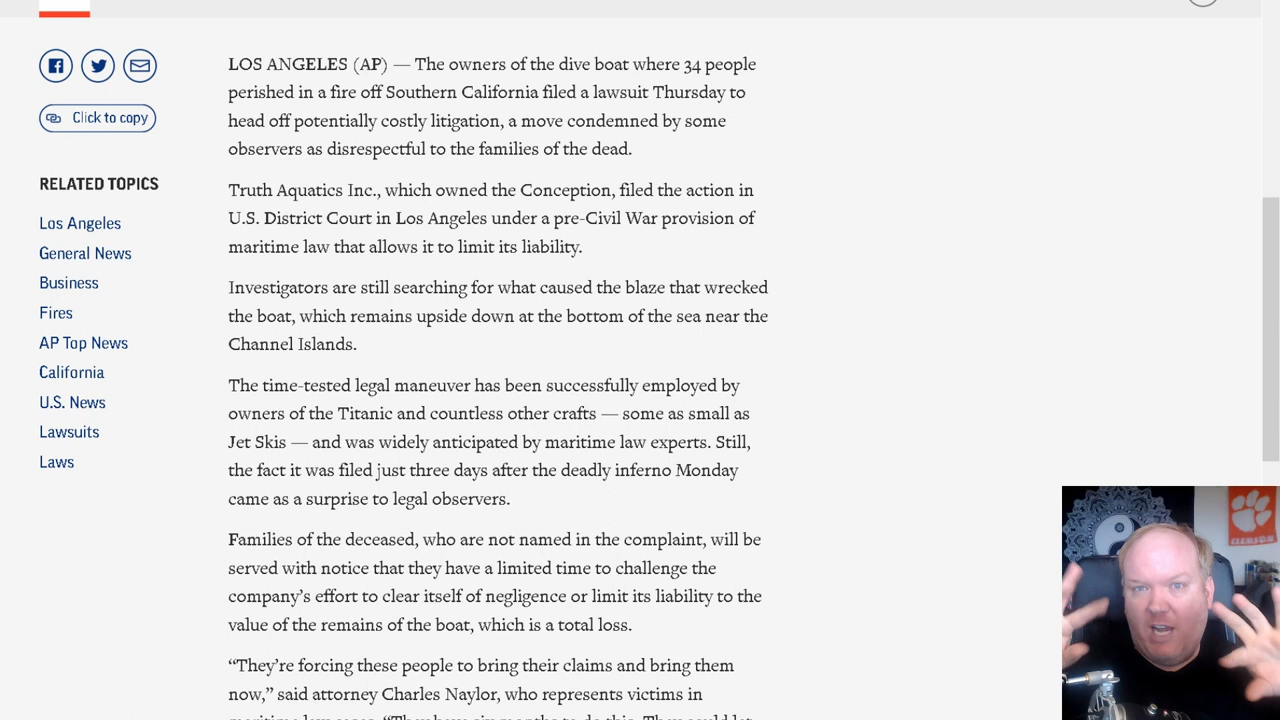 LOS ANGELES (AP) — The owners of the dive boat where 34 people
perished in a fire off Southern California filed a lawsuit Thursday to
head off potentially costly litigation, a move condemned by some
observers as disrespectful to the families of the dead.
Truth Aquatics Inc., which owned the Conception, filed the action in
U.S. District Court in Los Angeles under a pre-Civil War provision of
maritime law that allows it to limit its liability.
Investigators are still searching for what caused the blaze that wrecked
the boat, which remains upside down at the bottom of the sea near the
Channel Islands.
The time-tested legal maneuver has been successfully employed by
owners of the Titanic and countless other crafts — some as small as
Jet Skis — and was widely anticipated by maritime law experts. Still,
the fact it was filed just three days after the deadly inferno Monday
came as a surprise to legal observers.
Families of the deceased, who are not named in the complaint, will be
served with notice that they have a limited time to challenge the
company’s effort to clear itself of negligence or limit its liability to the
value of the remains of the boat, which is a total loss.
“They’re forcing these people to bring their claims and bring them
now,” said attorney Charles Naylor, who represents victims in
Click to copy
RELATED TOPICS
Los Angeles
General News
Business
Fires
AP Top News
California
U.S. News
Lawsuits
Laws
CLEMSON